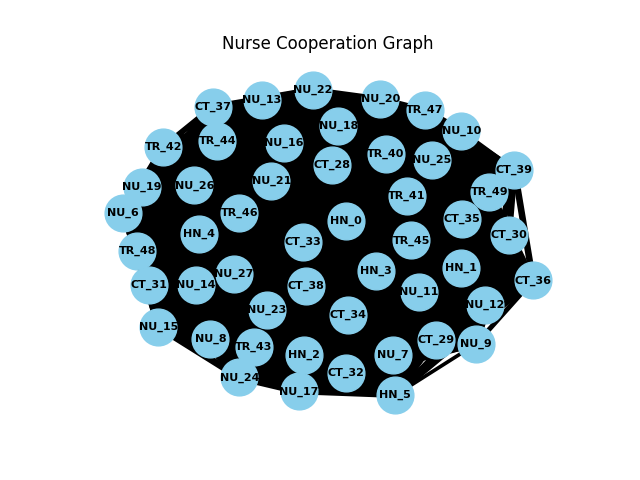 Nurse Cooperation Graph
NU_22
NU_13
NU_20
CT_37
TR_47
NU_18
NU_10
TR_44
NU_16
TR_42
TR_40
NU_25
CT_28
CT_39
NU_21
NU_19
NU_26
TR_49
TR_41
NU_6
TR_46
HN_0
CT_35
HN_4
CT_30
CT_33
TR_45
TR_48
HN_3
HN_1
NU_27
CT_36
CT_31
NU_14
CT_38
NU_11
NU_12
NU_23
CT_34
NU_15
NU_8
CT_29
NU_9
TR_43
HN_2
NU_7
CT_32
NU_24
NU_17
HN_5